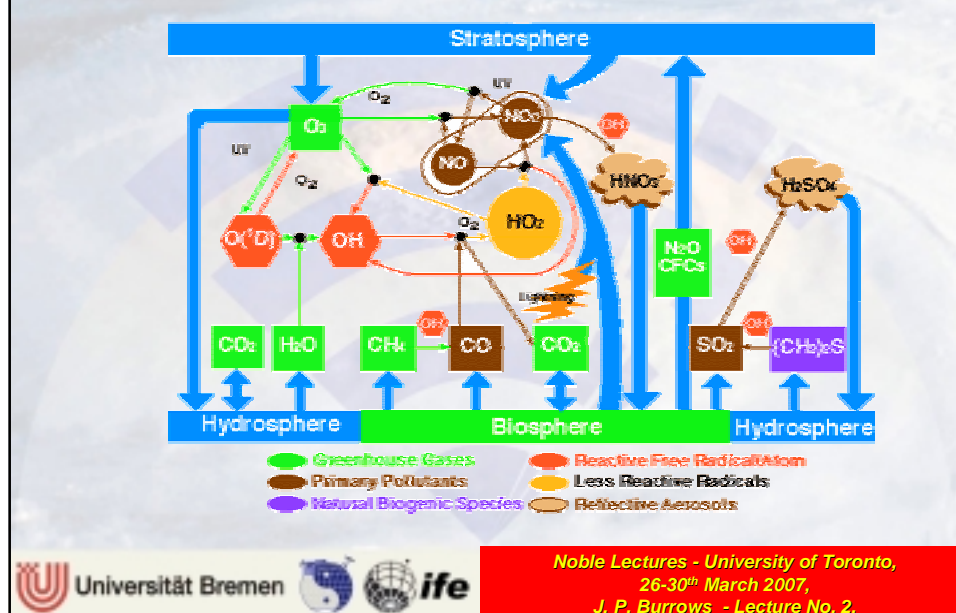 Stratosphere
UV
O₂
NO₂
O₃
OH
UV
NO
O₂
HNO₃
H₂SO₄
HO₂
O₂
O(¹D)
OH
OH
N₂O
CFCs
Lightning
OH
OH
CO₂
H₂O
CH₄
CO
CO₂
SO₂
(CH₃)₂S
Hydrosphere
Biosphere
Hydrosphere
Greenhouse Gases
Reactive Free Radical/Atom
Primary Pollutants
Less Reactive Radicals
Natural Biogenic Species
Reflective Aerosols
Universität Bremen
ife
Noble Lectures - University of Toronto,
26-30th March 2007,
J. P. Burrows - Lecture No. 2.